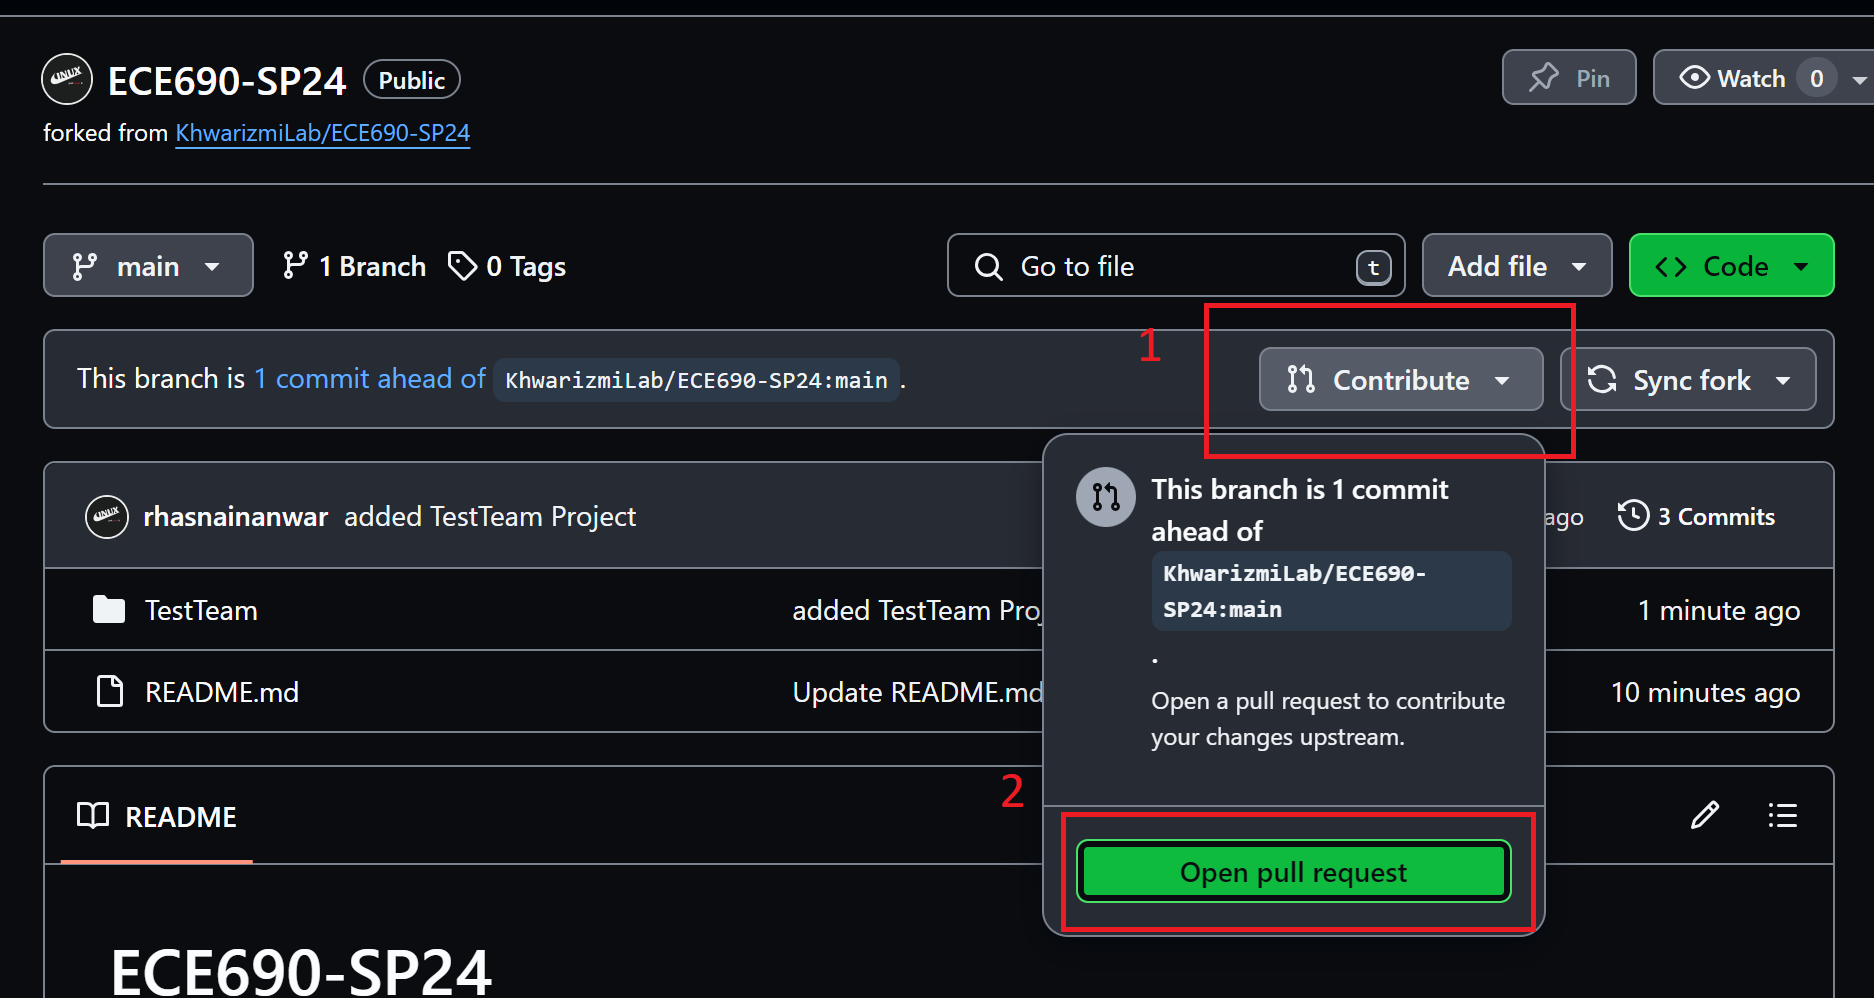 ECE690-SP24 Public
Pin
Watch 0
forked from KhwarizmiLab/ECE690-SP24
main
1 Branch
0 Tags
Go to file
t
Add file
Code
1
This branch is 1 commit ahead of KhwarizmiLab/ECE690-SP24:main .
Contribute
Sync fork
This branch is 1 commit
ahead of
KhwarizmiLab/ECE690-
SP24:main
.
Open a pull request to contribute
your changes upstream.
2
Open pull request
rhasnainanwar added TestTeam Project
ago
3 Commits
TestTeam
added TestTeam Proj
1 minute ago
README.md
Update README.md
10 minutes ago
README
ECE690-SP24